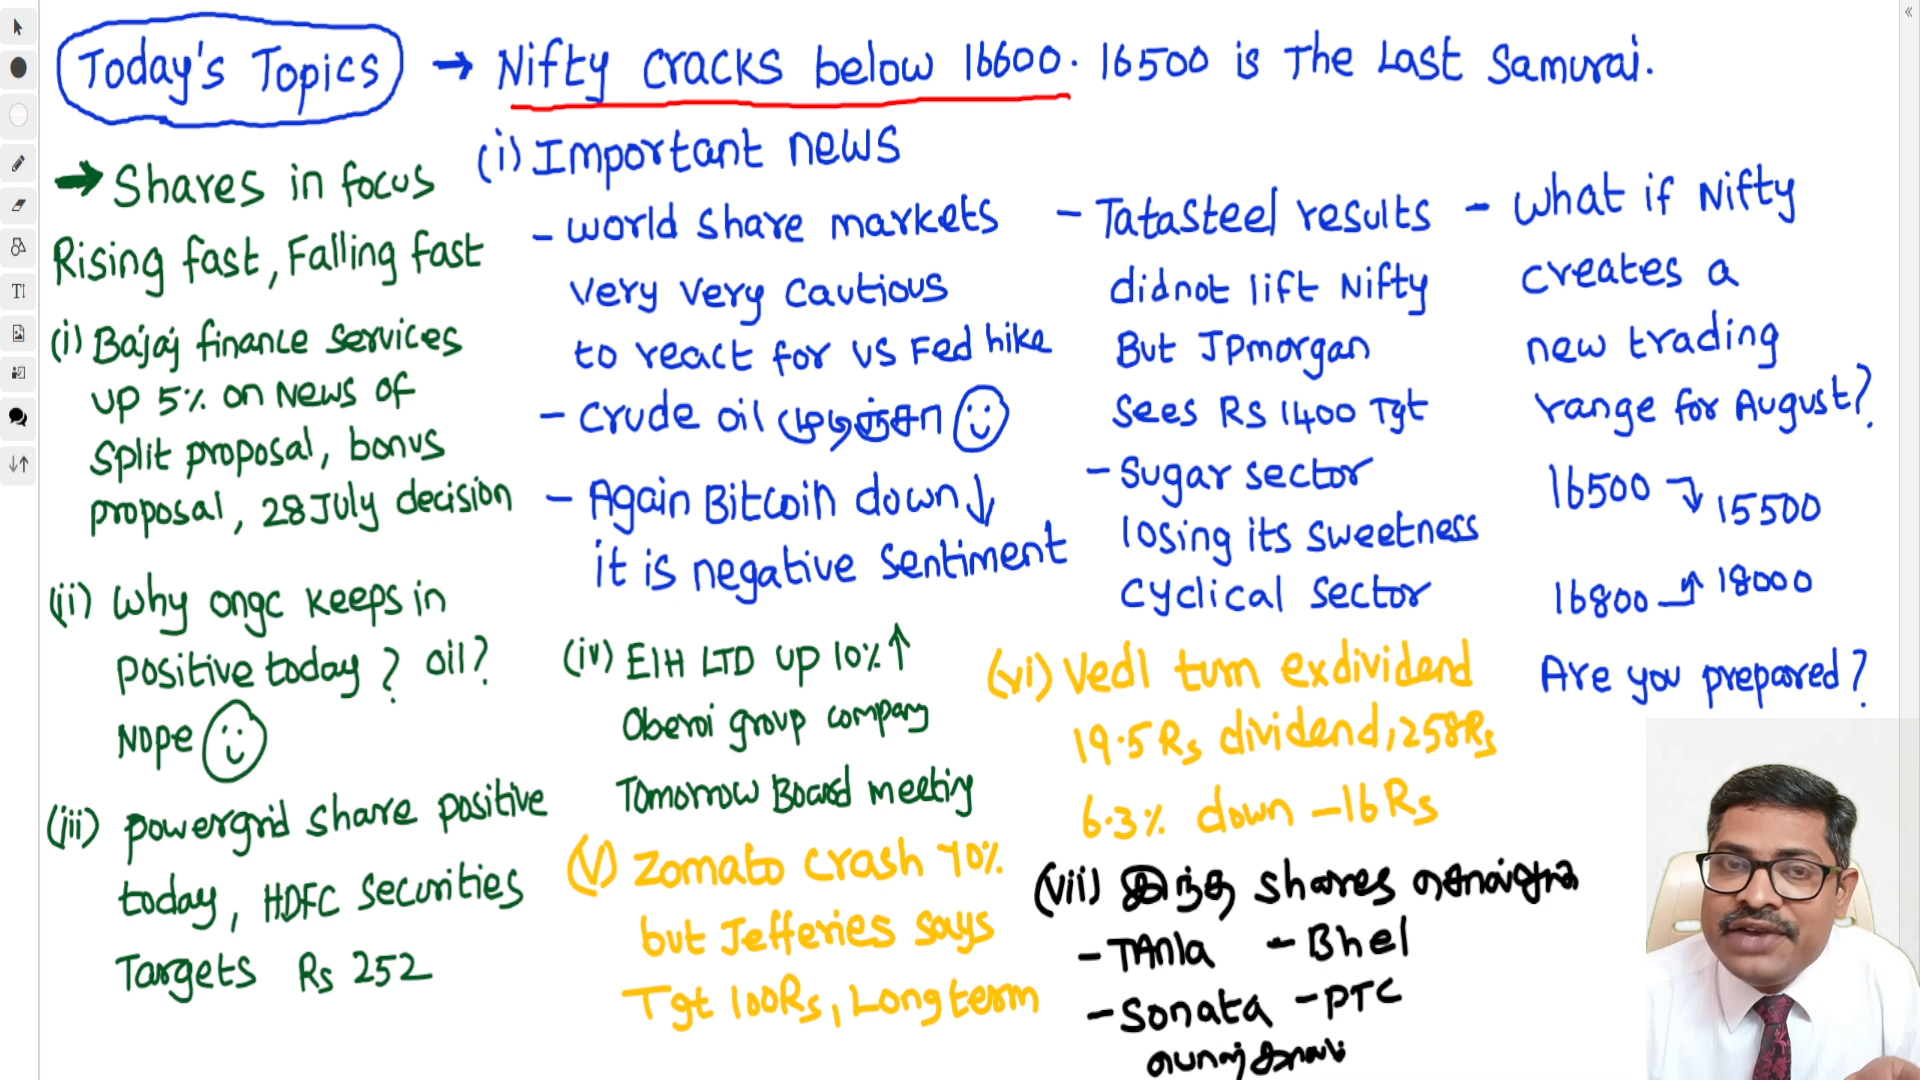 Today's Topics → Nifty cracks below 16600. 16500 is The Last Samurai.
→ Shares in focus
Rising fast, Falling fast
(i) Bajaj finance services
up 5% on News of
Split proposal, bonus
proposal, 28 July decision
(ii) Why ongc keeps in
positive today? oil?
Nope
(iii) powergrid share positive
today, HDFC Securities
Targets Rs 252
(i) Important news
- world share markets
very very cautious
to react for US Fed hike
- crude oil முடிஞ்சா
- Again Bitcoin down ↓
it is negative sentiment
- Tatasteel results
didnot lift Nifty
But JPmorgan
sees Rs 1400 Tgt
- Sugar sector
losing its sweetness
cyclical sector
- What if Nifty
creates a
new trading
range for August?
16500 → 15500
16800 → 18000
Are you prepared?
(iv) EIH LTD up 10% ↑
Oberoi group company
Tomorrow Board meeting
(v) Zomato crash 10%
but Jefferies says
Tgt 100Rs, Long term
(vi) Vedl turn exdividend
19.5 Rs dividend, 258Rs
6.3% down -16 Rs
(vii) இந்த shares
- TAnla - Bhel
- Sonata - PTC
TI